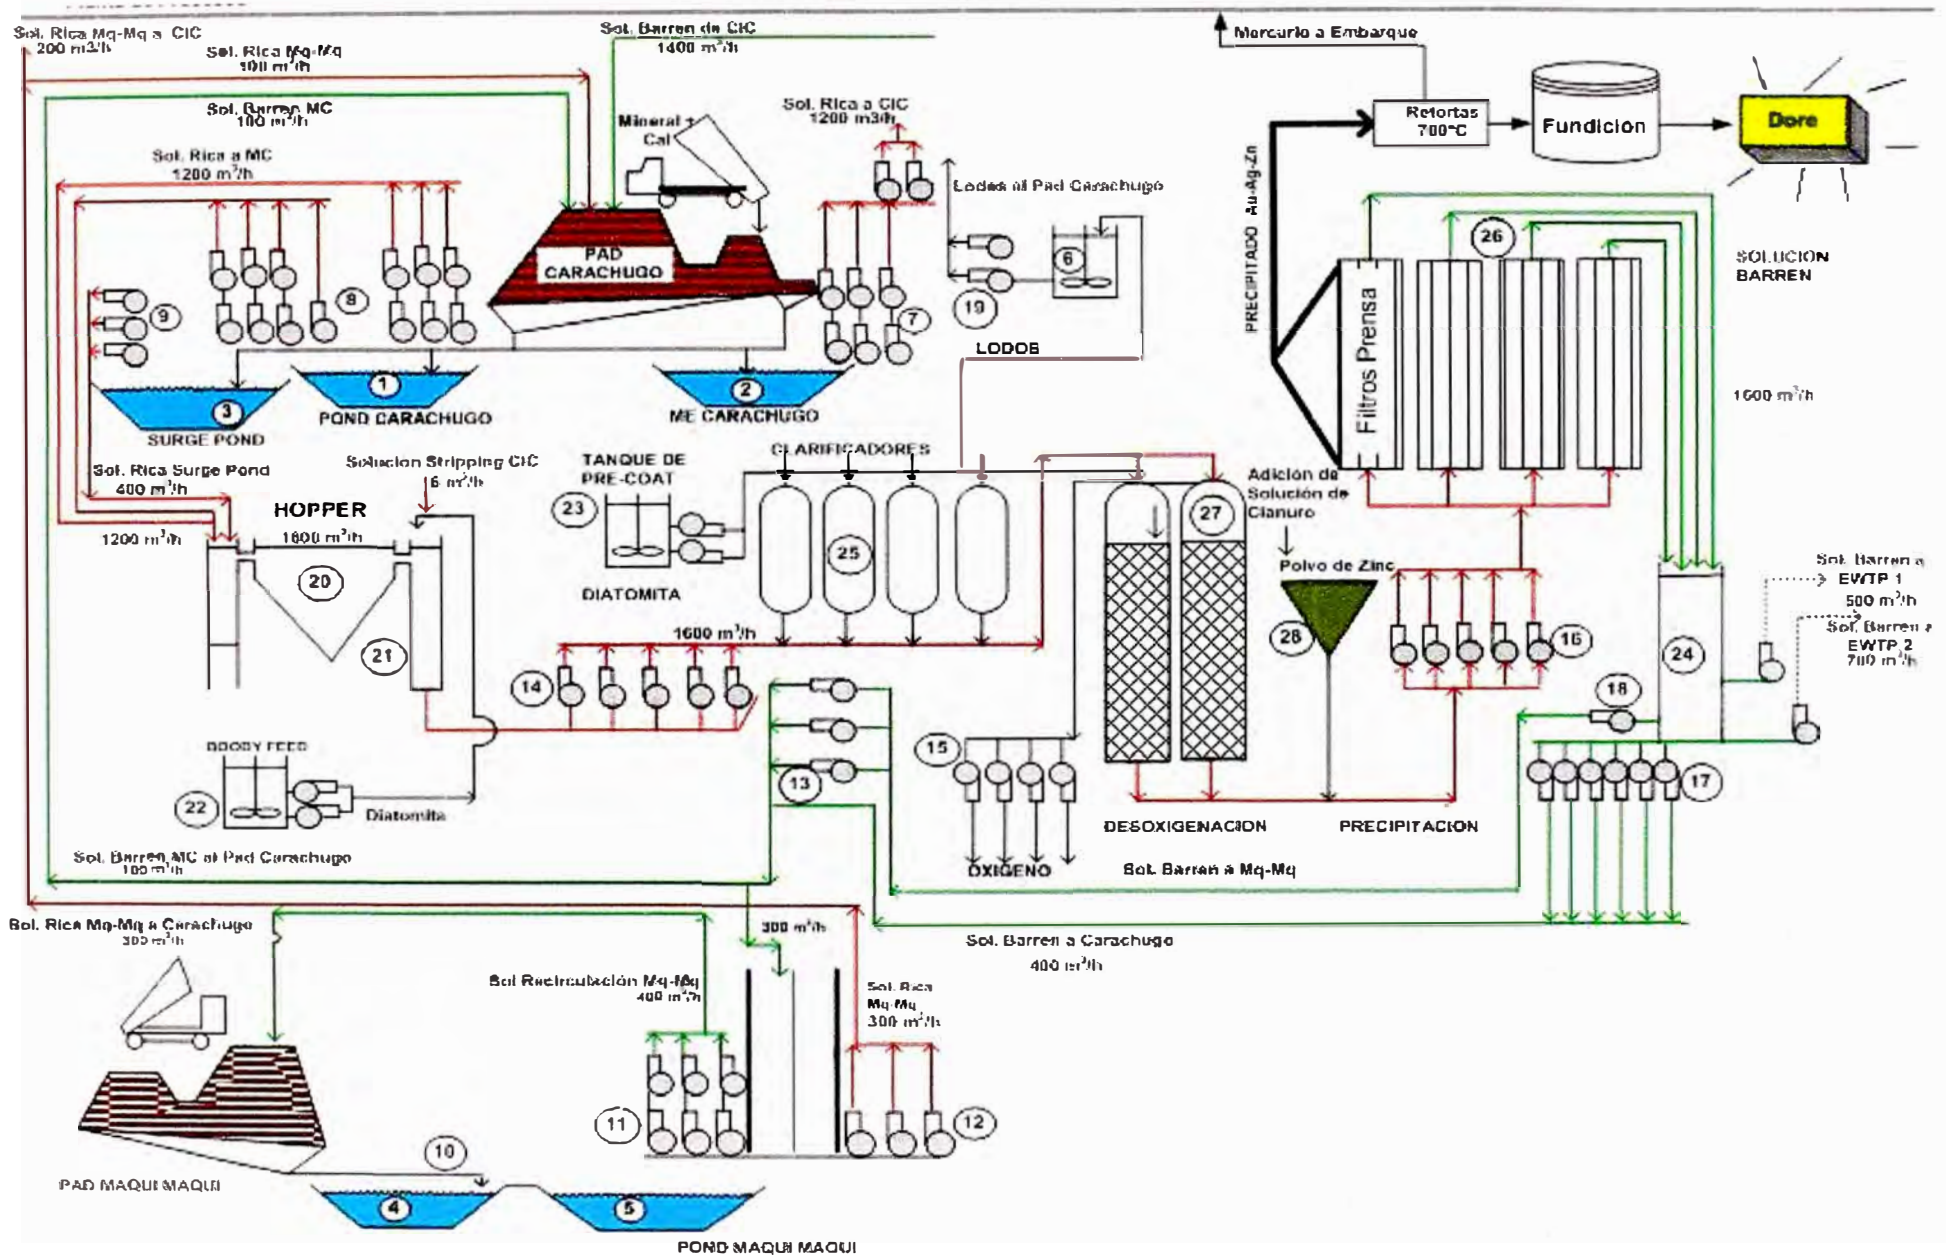 Sol. Rica Mq-Mq a CIC
200 m3/h
Sol. Rica Mq-Mq
100 m³/h
Sol. Barren MC
100 m³/h
Sol. Rica a MC
1200 m³/h
Sol. Barren de CIC
1400 m³/h
Mineral +
Cal
Sol. Rica a CIC
1200 m3/h
Lodos al Pad Carachugo
PAD
CARACHUGO
Mercurio a Embarque
Retortas
700°C
Fundición
Dore
PRECIPITADO Au-Ag-Zn
Filtros Prensa
26
SOLUCION
BARREN
1600 m³/h
9
8
7
19
6
LODOS
3
SURGE POND
1
POND CARACHUGO
2
ME CARACHUGO
Sol. Rica Surge Pond
400 m³/h
Solución Stripping CIC
6 m³/h
HOPPER
1200 m³/h
20
21
TANQUE DE
PRE-COAT
23
DIATOMITA
CLARIFICADORES
25
27
Adición de
Solución de
Cianuro
Polvo de Zinc
28
16
Sol. Barren a
EWTP 1
500 m³/h
Sol. Barren a
EWTP 2
700 m³/h
24
18
17
1600 m³/h
14
13
15
OXIGENO
DESOXIGENACION
PRECIPITACION
22
Diatomita
Sol. Barren MC al Pad Carachugo
100 m³/h
Sol. Barren a Mq-Mq
Sol. Rica Mq-Mq a Carachugo
300 m³/h
300 m³/h
Sol. Barren a Carachugo
400 m³/h
Sol Recirculación Mq-Mq
400 m³/h
Sol. Rica
Mq-Mq
300 m³/h
11
12
10
PAD MAQUI MAQUI
4
5
POND MAQUI MAQUI